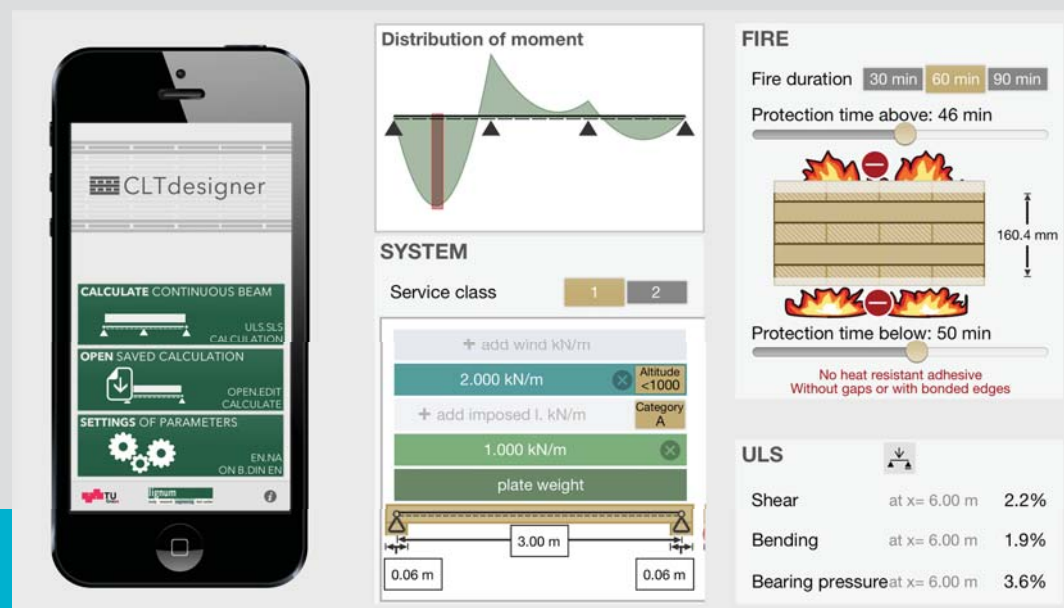 CLTdesigner
CALCULATE CONTINUOUS BEAM
ULS.SLS
CALCULATION
OPEN SAVED CALCULATION
OPEN.EDIT
CALCULATE
SETTINGS OF PARAMETERS
EN.NA
ON B.DIN EN
TU
lignum
Distribution of moment
SYSTEM
Service class 1 2
+ add wind kN/m
2.000 kN/m
Altitude
<1000
+ add imposed l. kN/m
Category
A
1.000 kN/m
plate weight
3.00 m
0.06 m
0.06 m
FIRE
Fire duration 30 min 60 min 90 min
Protection time above: 46 min
160.4 mm
Protection time below: 50 min
No heat resistant adhesive
Without gaps or with bonded edges
ULS
Shear at x= 6.00 m 2.2%
Bending at x= 6.00 m 1.9%
Bearing pressure at x= 6.00 m 3.6%